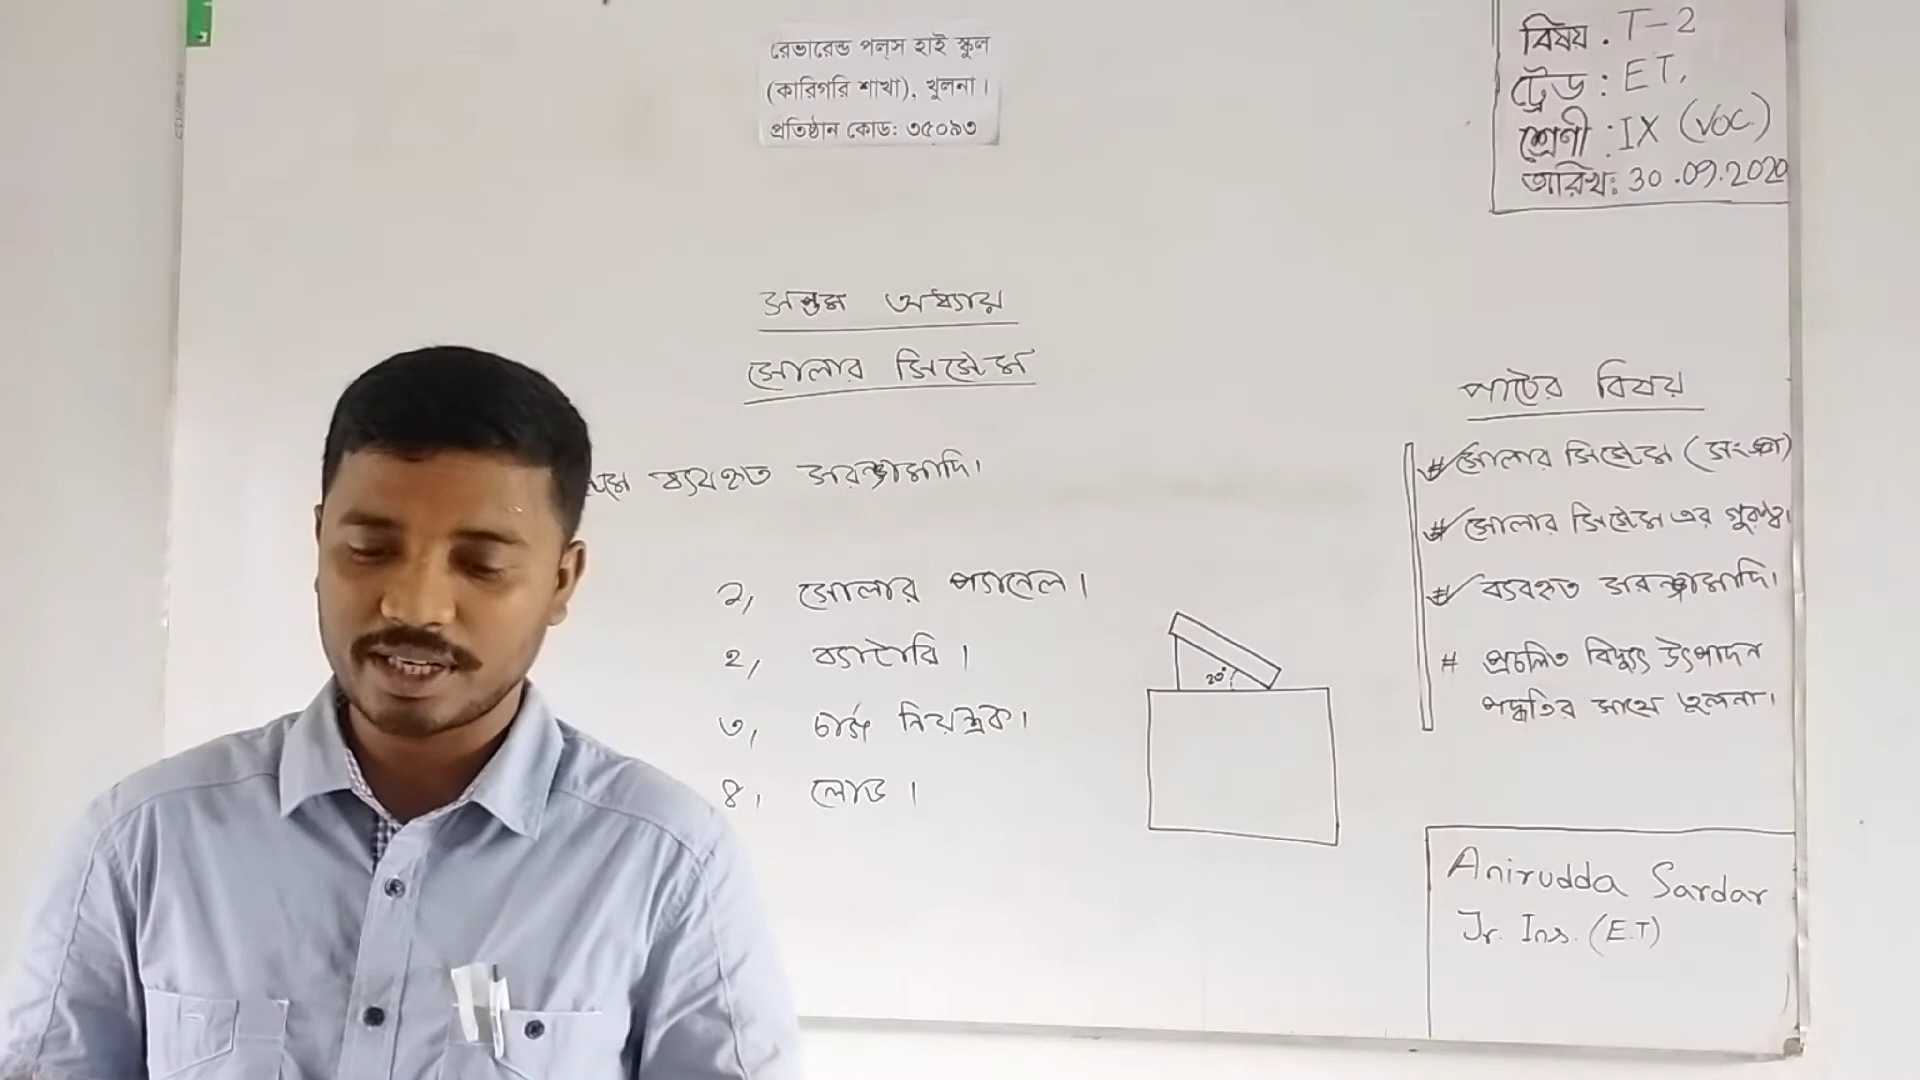 রেভারেন্ড পল্‌স হাই স্কুল
(কারিগরি শাখা), খুলনা।
প্রতিষ্ঠান কোড: ৩৫০৯৩
বিষয় : T-2
ট্রেড : ET.
শ্রেণী : IX (VOC)
তারিখ: 30.09.2020
সপ্তম অধ্যায়
সোলার সিস্টেম
ব্যবহৃত সরঞ্জামাদি।
১, সোলার প্যানেল।
২, ব্যাটারি।
৩, চার্জ নিয়ন্ত্রক।
৪, লোড।
20°
পাঠের বিষয়
# সোলার সিস্টেম (সংজ্ঞা)
# সোলার সিস্টেম এর গুরুত্ব।
# ব্যবহৃত সরঞ্জামাদি।
# প্রচলিত বিদ্যুৎ উৎপাদন
পদ্ধতির সাথে তুলনা।
Anirudda Sardar
Jr. Ins. (E.T)